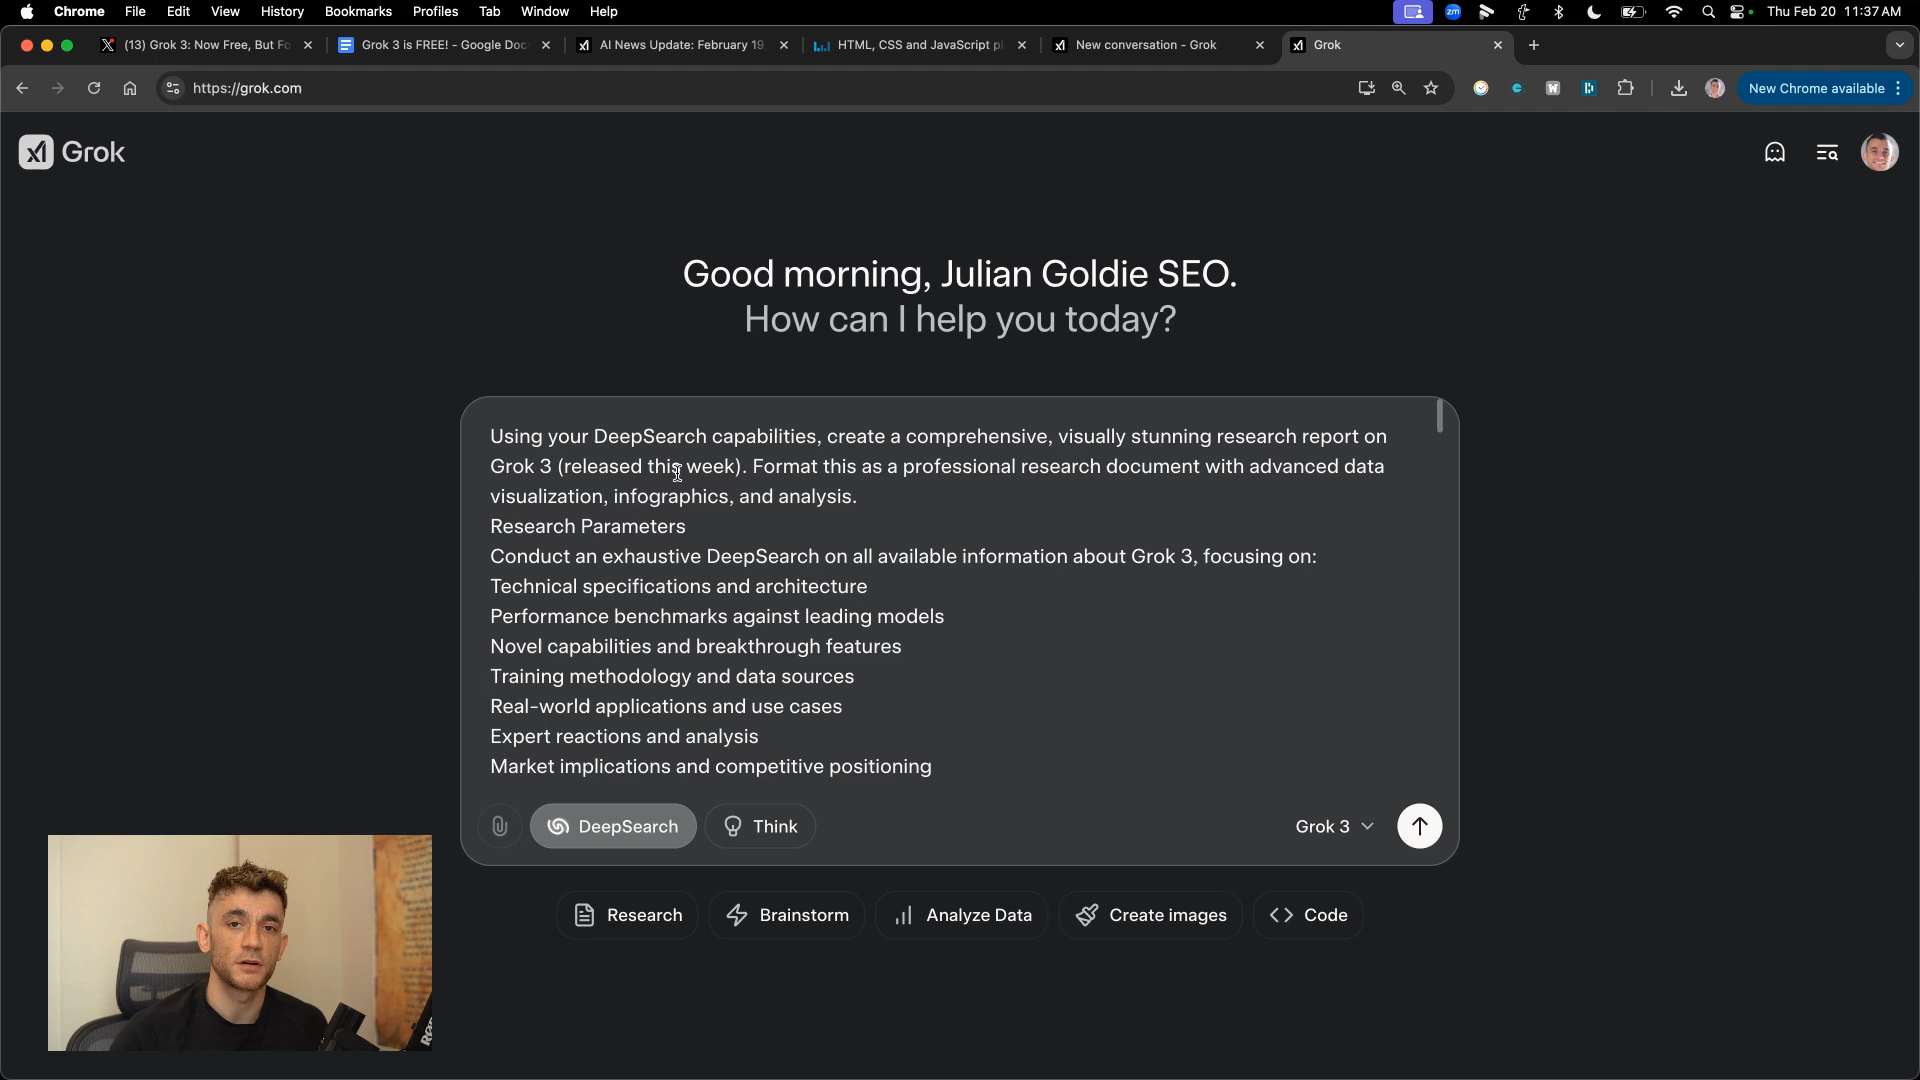 Chrome File Edit View History Bookmarks Profiles Tab Window Help zm Thu Feb 20 11:37 AM
(13) Grok 3: Now Free, But Fo
Grok 3 is FREE! - Google Doc
AI News Update: February 19,
HTML, CSS and JavaScript pl
New conversation - Grok
Grok
https://grok.com
New Chrome available
Grok
Good morning, Julian Goldie SEO.
How can I help you today?
Using your DeepSearch capabilities, create a comprehensive, visually stunning research report on
Grok 3 (released this week). Format this as a professional research document with advanced data
visualization, infographics, and analysis.
Research Parameters
Conduct an exhaustive DeepSearch on all available information about Grok 3, focusing on:
Technical specifications and architecture
Performance benchmarks against leading models
Novel capabilities and breakthrough features
Training methodology and data sources
Real-world applications and use cases
Expert reactions and analysis
Market implications and competitive positioning
DeepSearch Think Grok 3
Research Brainstorm Analyze Data Create images Code